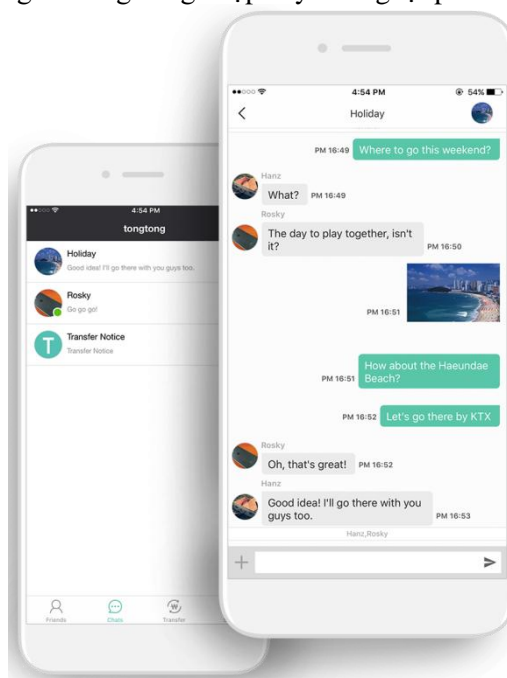 4:54 PM
tongtong
Holiday
Good idea! I'll go there with you guys too.
Rosky
Go go go!
T
Transfer Notice
Transfer Notice
Friends
Chats
Transfer
4:54 PM
54%
Holiday
PM 16:49 Where to go this weekend?
Hanz
What? PM 16:49
Rosky
The day to play together, isn't
it?
PM 16:50
PM 16:51
How about the Haeundae
PM 16:51 Beach?
PM 16:52 Let's go there by KTX
Rosky
Oh, that's great! PM 16:52
Hanz
Good idea! I'll go there with you
guys too.
PM 16:53
Hanz,Rosky